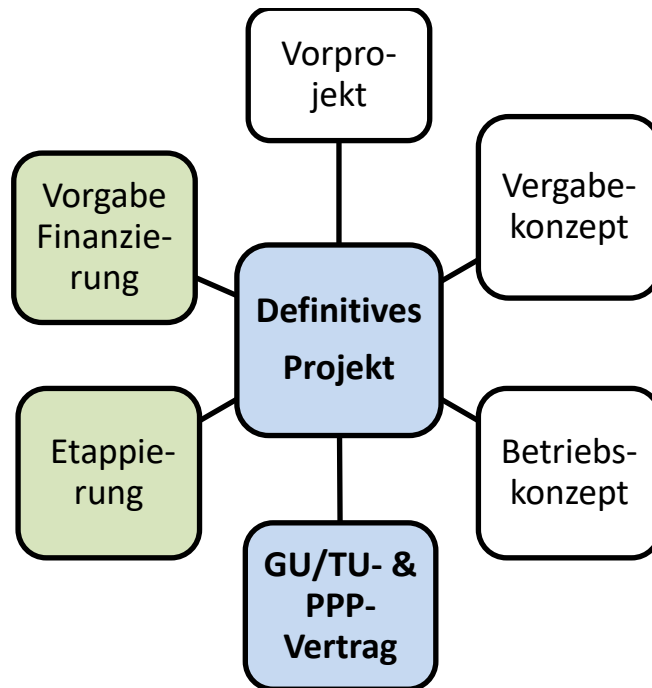 Vorpro-
jekt
Vorgabe
Finanzie-
rung
Vergabe-
konzept
Definitives
Projekt
Etappie-
rung
Betriebs-
konzept
GU/TU- &
PPP-
Vertrag